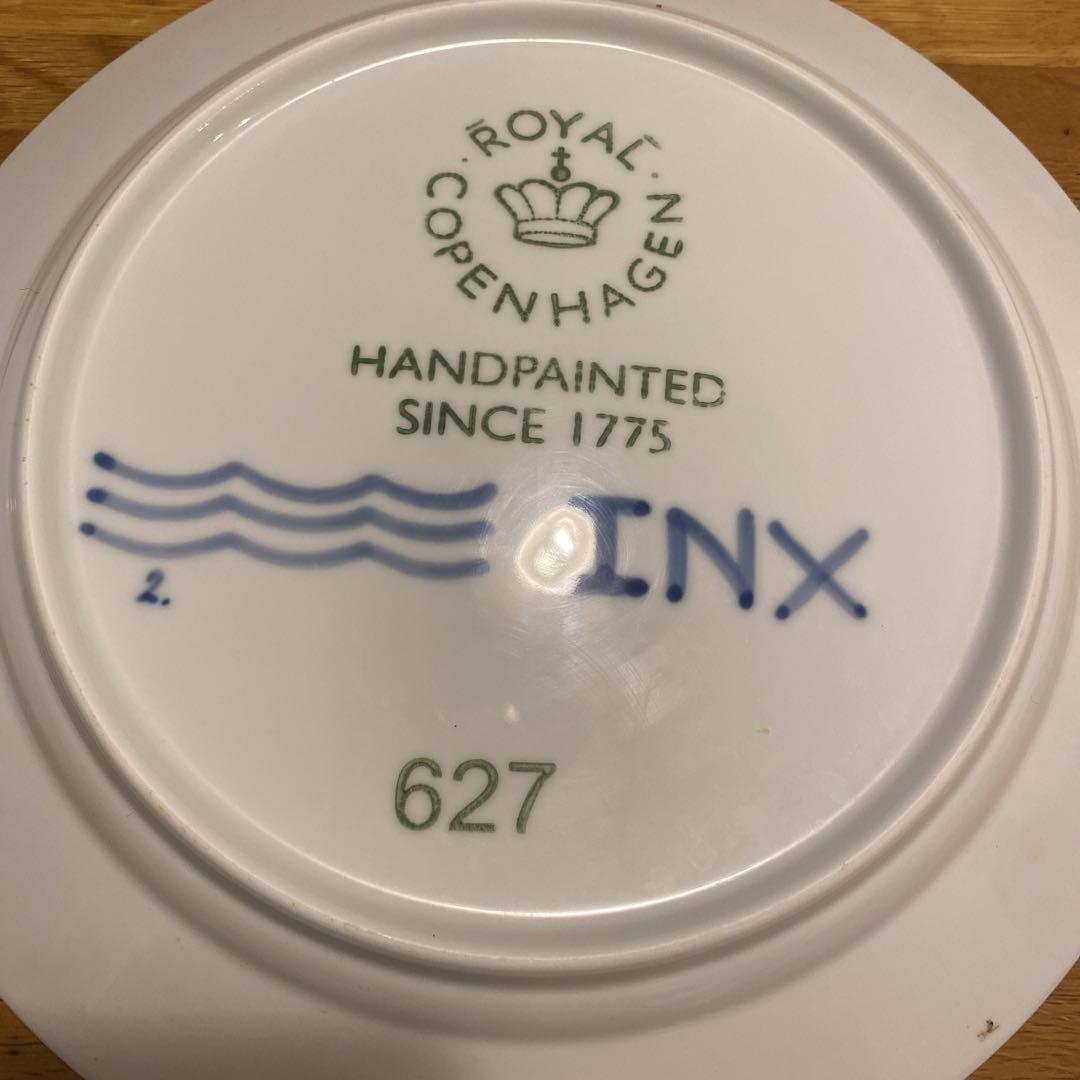 ROYAL
COPENHAGEN
HANDPAINTED
SINCE 1775
INX
2.
627